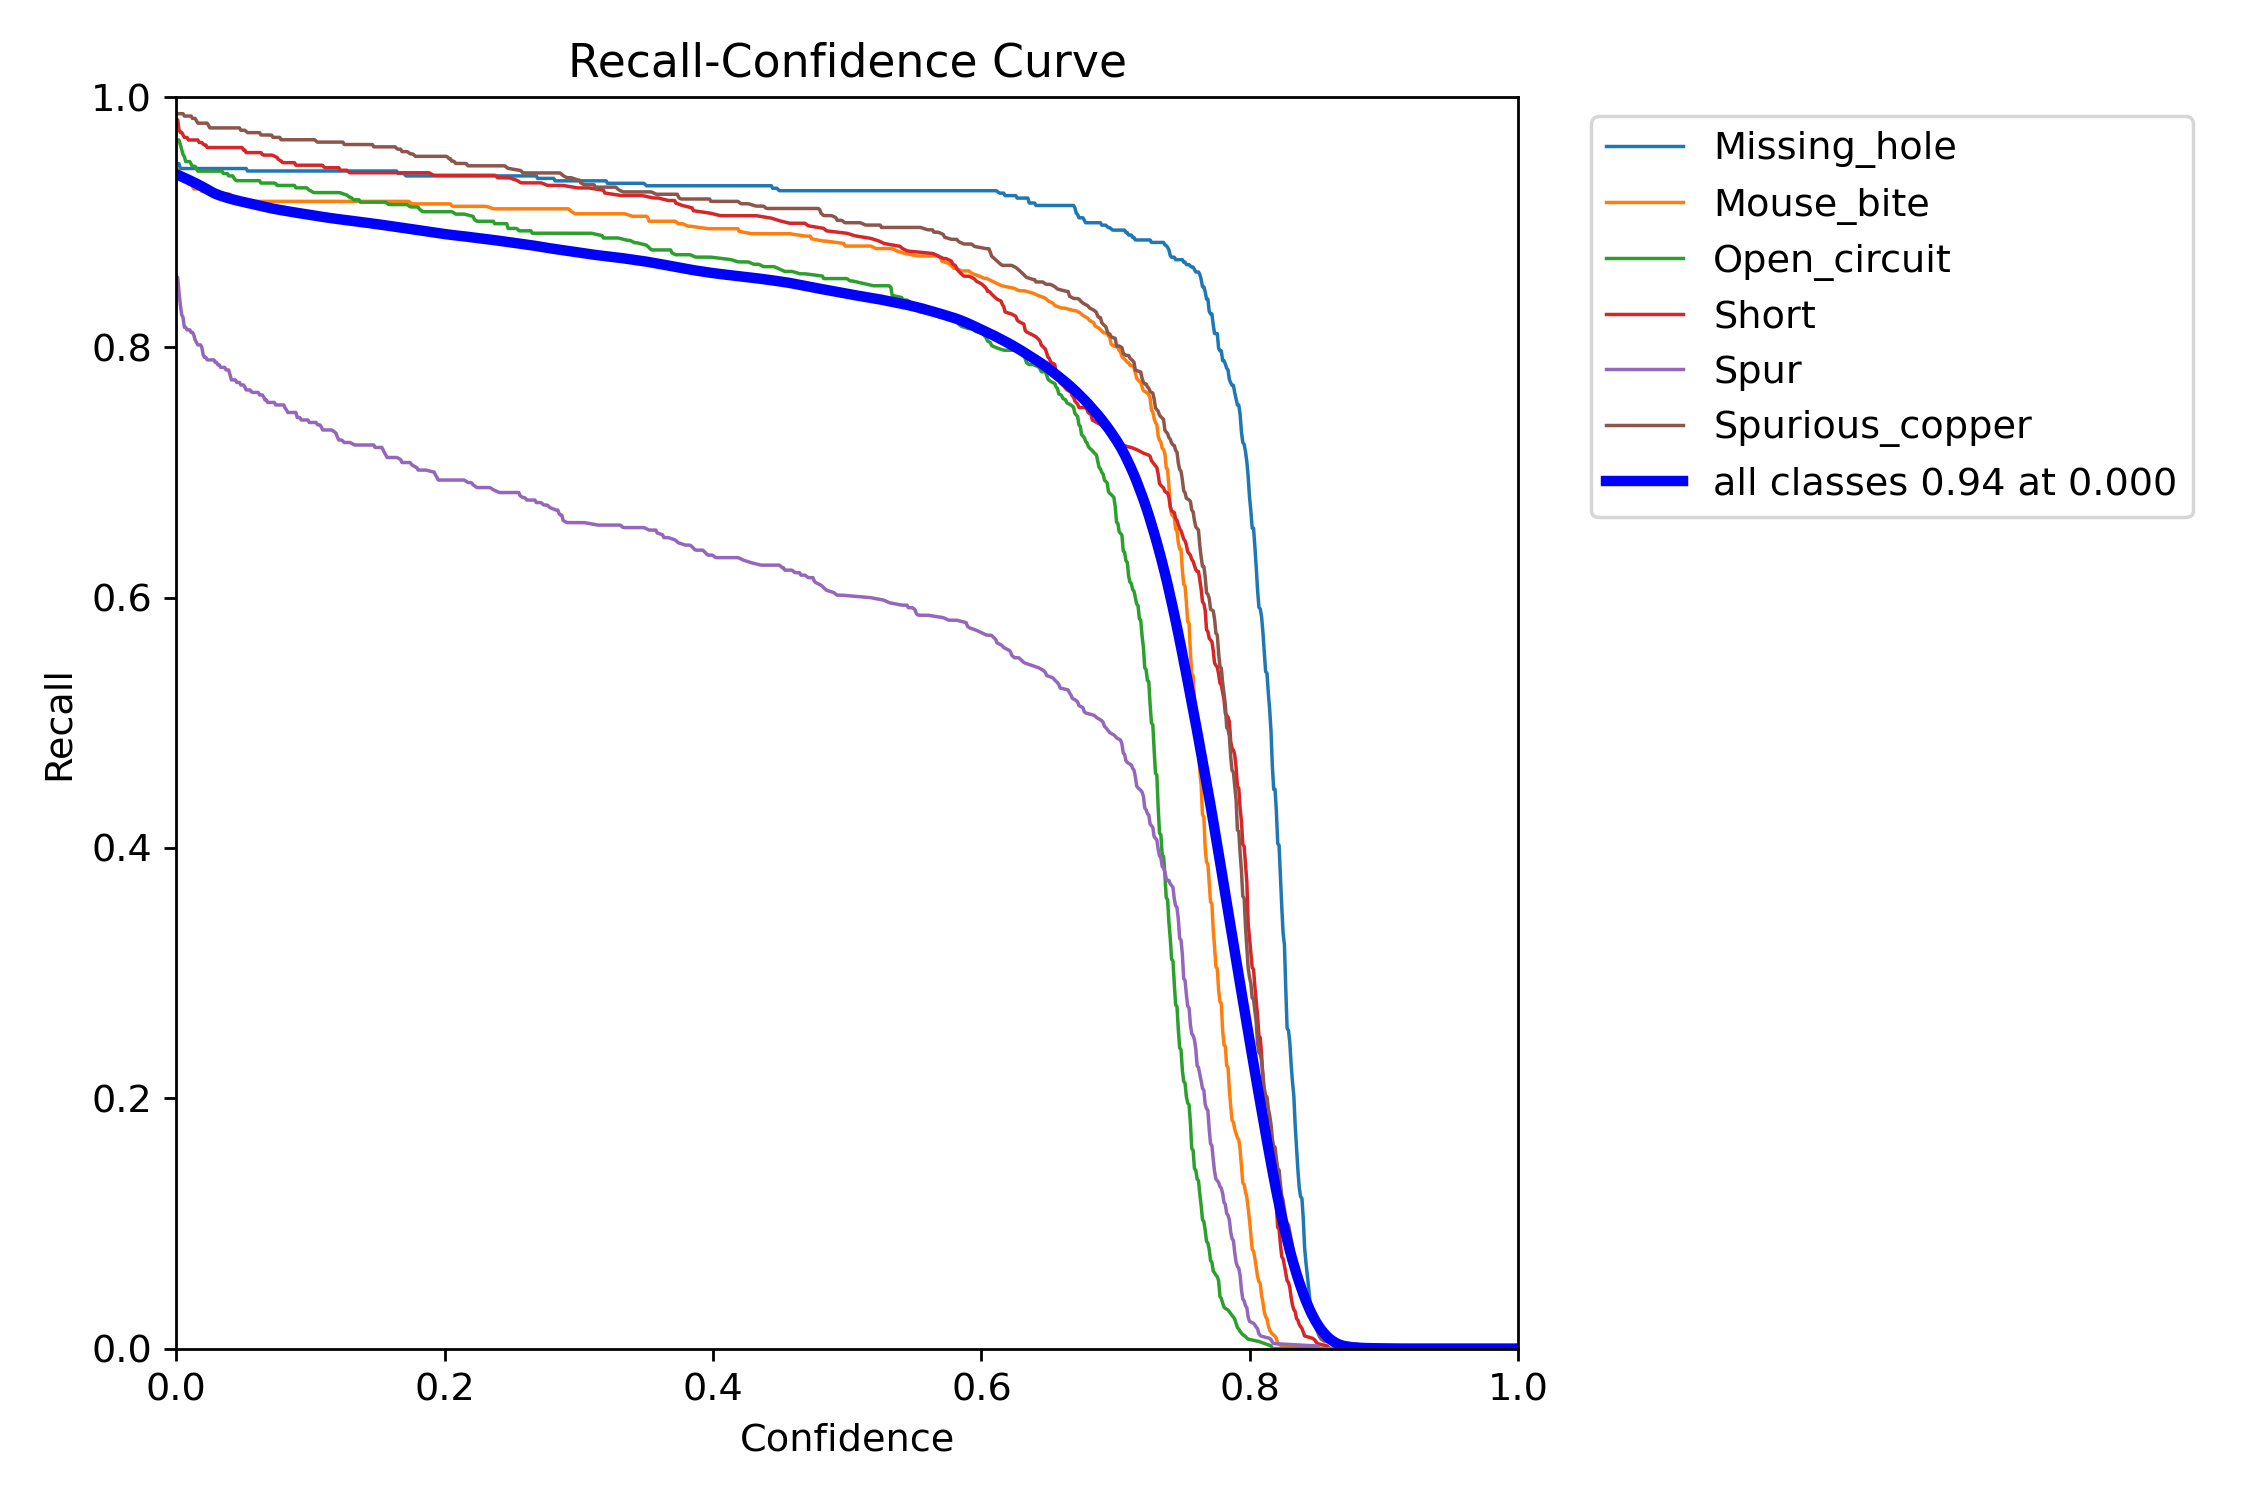 Recall-Confidence Curve
1.0
0.8
0.6
0.4
0.2
0.0
Recall
0.0 0.2 0.4 0.6 0.8 1.0
Confidence
Missing_hole
Mouse_bite
Open_circuit
Short
Spur
Spurious_copper
all classes 0.94 at 0.000